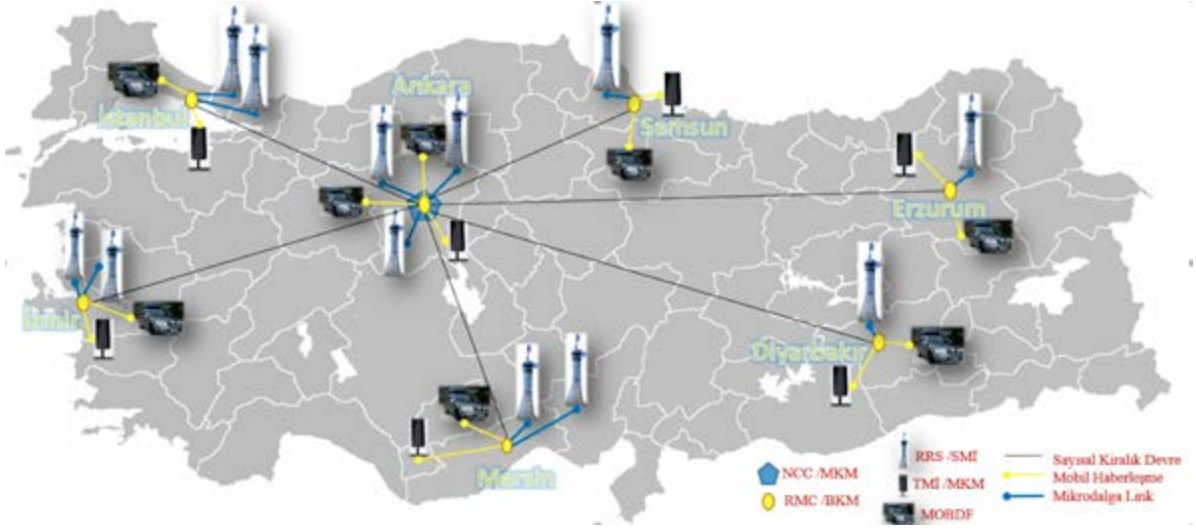 Ankara
İstanbul
Samsun
Erzurum
İzmir
Diyarbakır
Mersin
NCC /MKM
RMC /BKM
RRS /SMİ
TMİ /MKM
MOBDF
Sayısal Kiralık Devre
Mobil Haberleşme
Mikrodalga Link